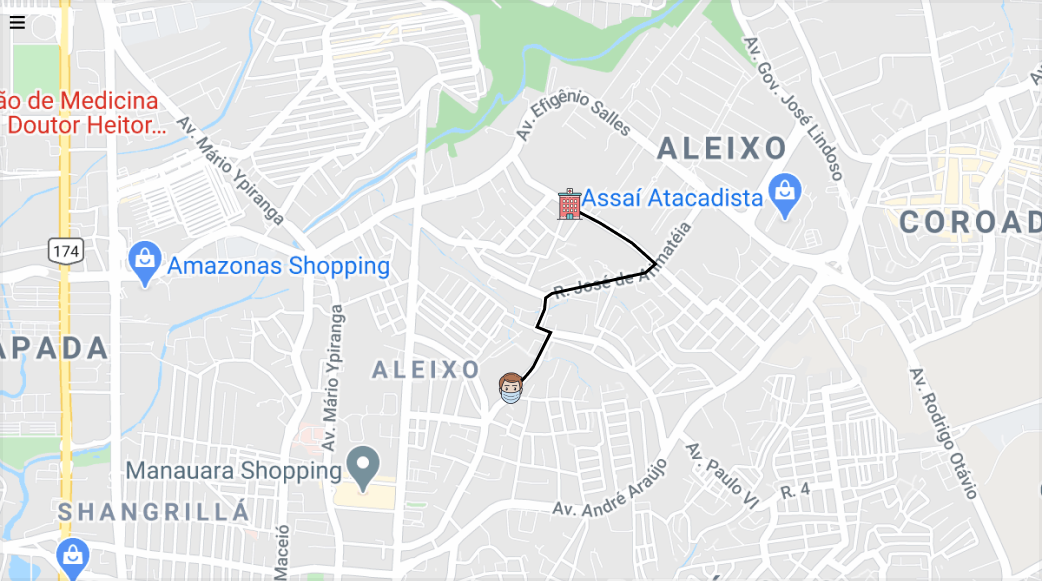 ão de Medicina
Doutor Heitor...
Av. Mário Ypiranga
Av. Efigênio Salles
Av. Gov. José Lindoso
ALEIXO
Assaí Atacadista
COROAD
174
Amazonas Shopping
R. José de Arimatéia
APADA
Av. Mário Ypiranga
ALEIXO
Av. Rodrigo Otávio
Manauara Shopping
Av. Paulo VI
R. 4
SHANGRILLÁ
Av. André Araújo
Maceió